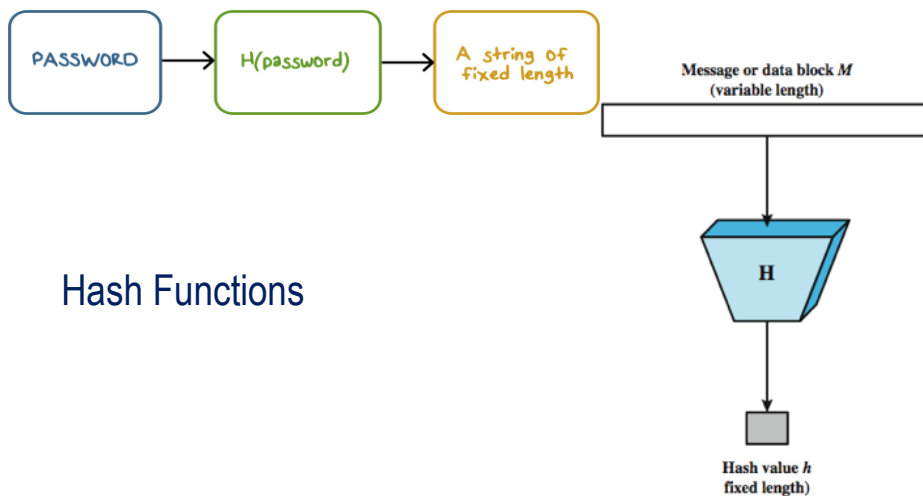 PASSWORD
H(password)
A string of
fixed length
Message or data block M
(variable length)
H
Hash Functions
Hash value h
fixed length)